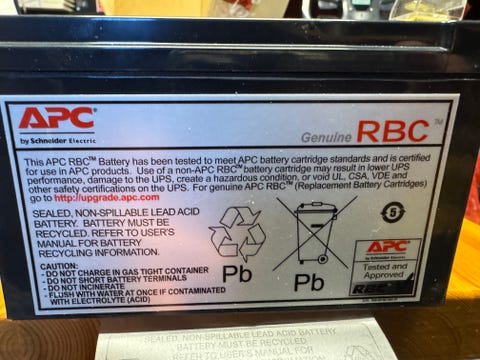 APC
by Schneider Electric
Genuine RBC™
This APC RBC™ Battery has been tested to meet APC battery cartridge standards and is certified
for use in APC products. Use of a non-APC RBC™ battery cartridge may result in lower UPS
performance, damage to the UPS, create a hazardous condition, or void UL, CSA, VDE and
other safety certifications on the UPS. For genuine APC RBC™ (Replacement Battery Cartridges)
go to http://upgrade.apc.com
SEALED, NON-SPILLABLE LEAD ACID
BATTERY. BATTERY MUST BE
RECYCLED. REFER TO USER'S
MANUAL FOR BATTERY
RECYCLING INFORMATION.
CAUTION:
- DO NOT CHARGE IN GAS TIGHT CONTAINER
- DO NOT SHORT BATTERY TERMINALS
- DO NOT INCINERATE
- FLUSH WITH WATER AT ONCE IF CONTAMINATED
WITH ELECTROLYTE (ACID)
Pb
Pb
5
APC
by Schneider Electric
Tested and
Approved
RBC
SEALED, NON-SPILLABLE LEAD ACID BATTERY
BATTERY MUST BE RECYCLED.
REFER TO USER'S MANUAL FOR